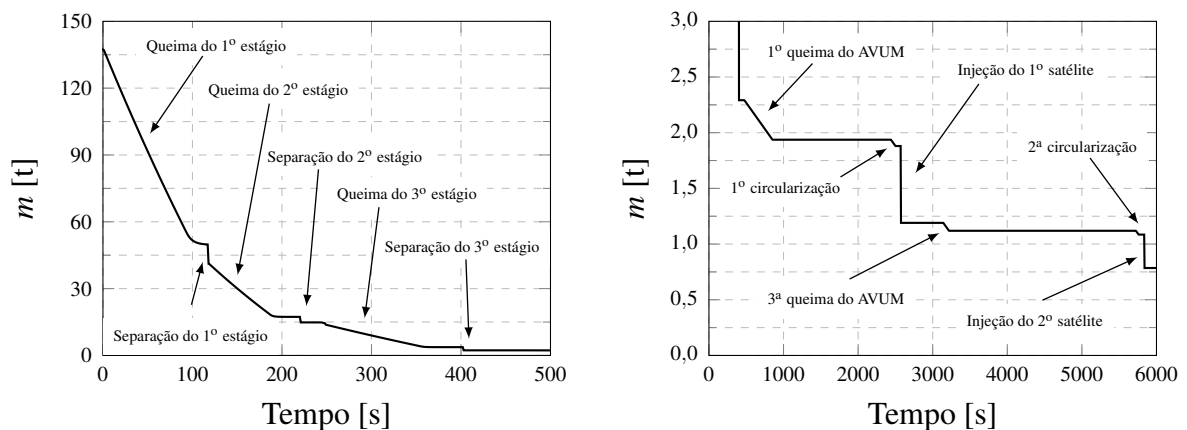 150
120
90
60
30
0
m [t]
0 100 200 300 400 500
Tempo [s]
Queima do 1º estágio
Queima do 2º estágio
Separação do 2º estágio
Queima do 3º estágio
Separação do 3º estágio
Separação do 1º estágio
3,0
2,5
2,0
1,5
1,0
0,5
0,0
m [t]
0 1000 2000 3000 4000 5000 6000
Tempo [s]
1º queima do AVUM
Injeção do 1º satélite
2ª circularização
1º circularização
3ª queima do AVUM
Injeção do 2º satélite